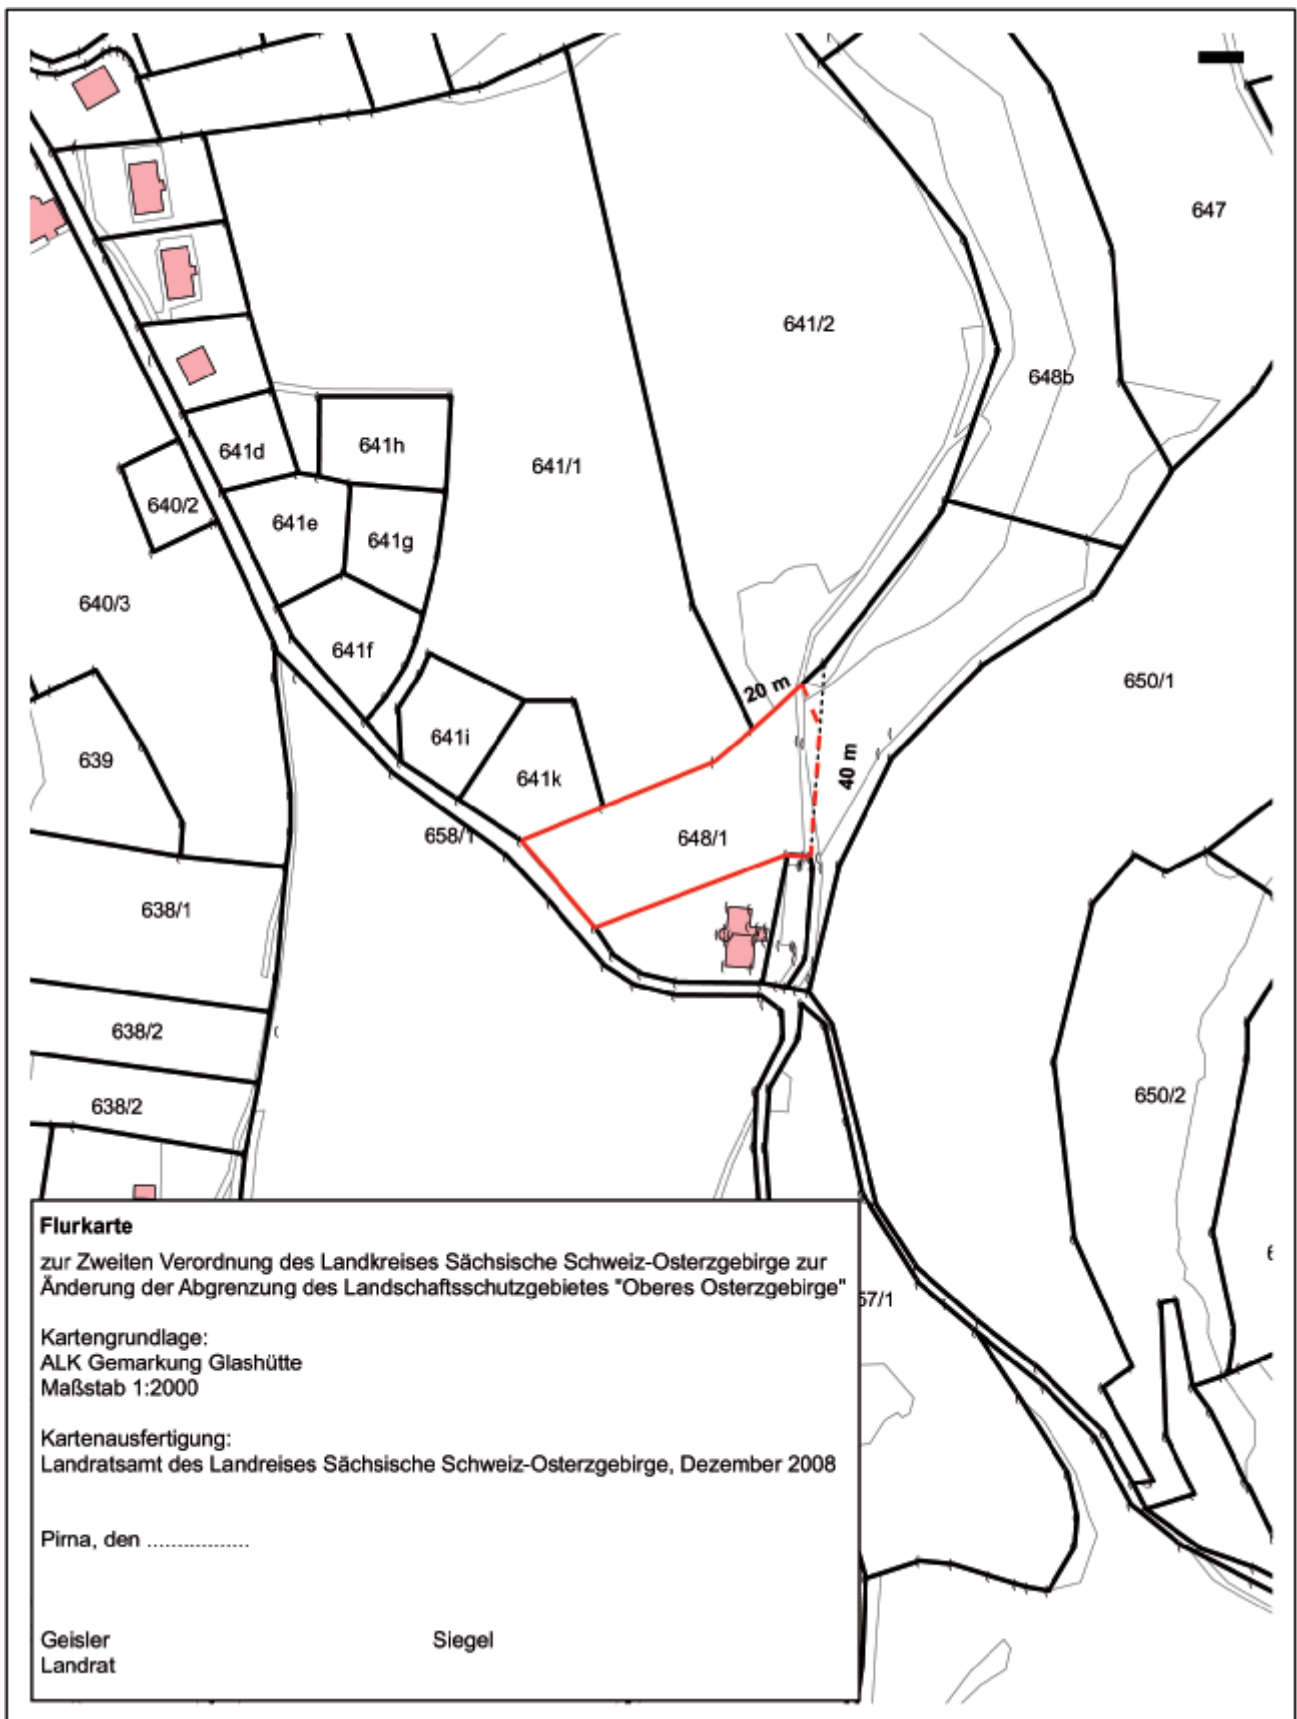 647
641/2
648b
641d
641h
641/1
640/2
641e
641g
640/3
641f
20 m
650/1
641i
639
40 m
641k
658/1
648/1
638/1
638/2
650/2
638/2
Flurkarte
zur Zweiten Verordnung des Landkreises Sächsische Schweiz-Osterzgebirge zur
Änderung der Abgrenzung des Landschaftsschutzgebietes "Oberes Osterzgebirge"
57/1
Kartengrundlage:
ALK Gemarkung Glashütte
Maßstab 1:2000
Kartenausfertigung:
Landratsamt des Landreises Sächsische Schweiz-Osterzgebirge, Dezember 2008
Pirna, den .................
Geisler Siegel
Landrat